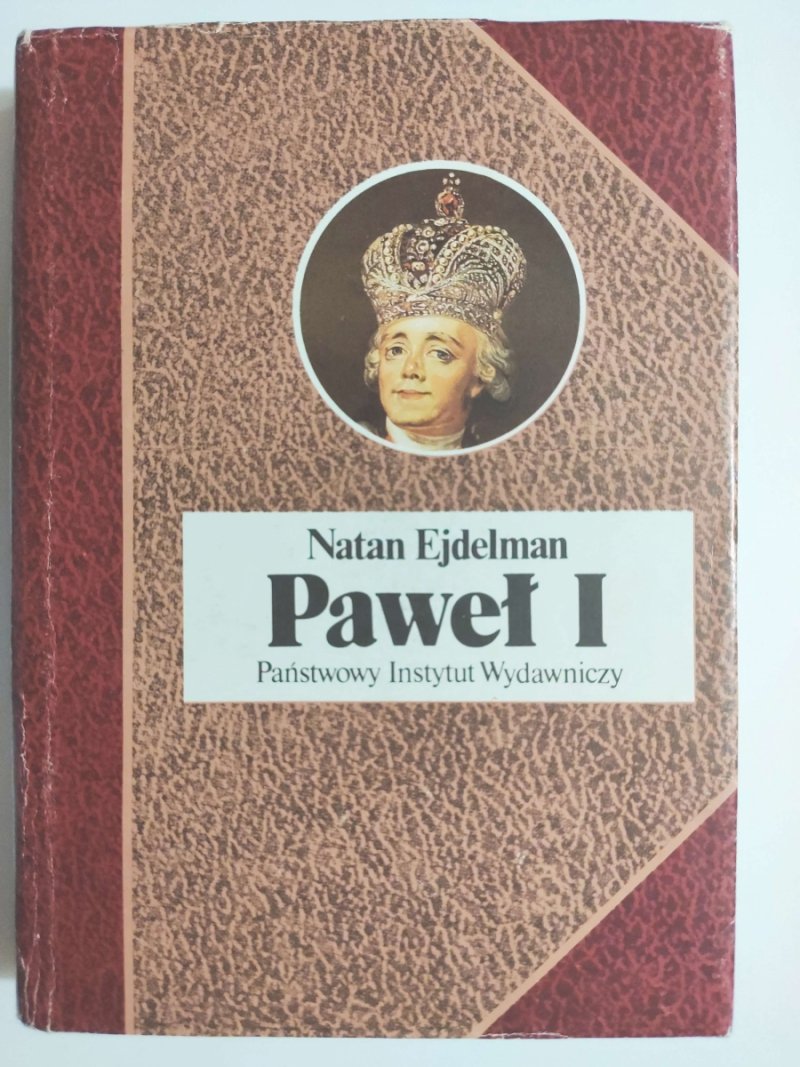 Natan Ejdelman
Paweł I
Państwowy Instytut Wydawniczy